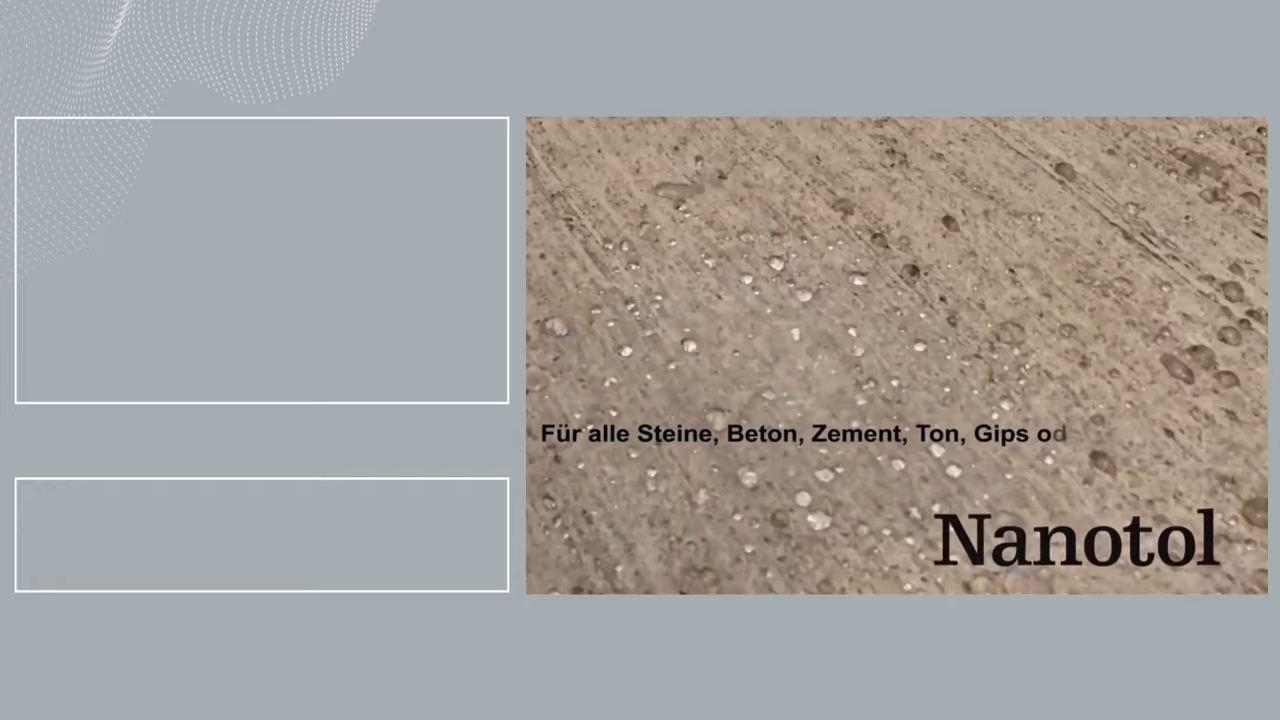 Für alle Steine, Beton, Zement, Ton, Gips od
Nanotol